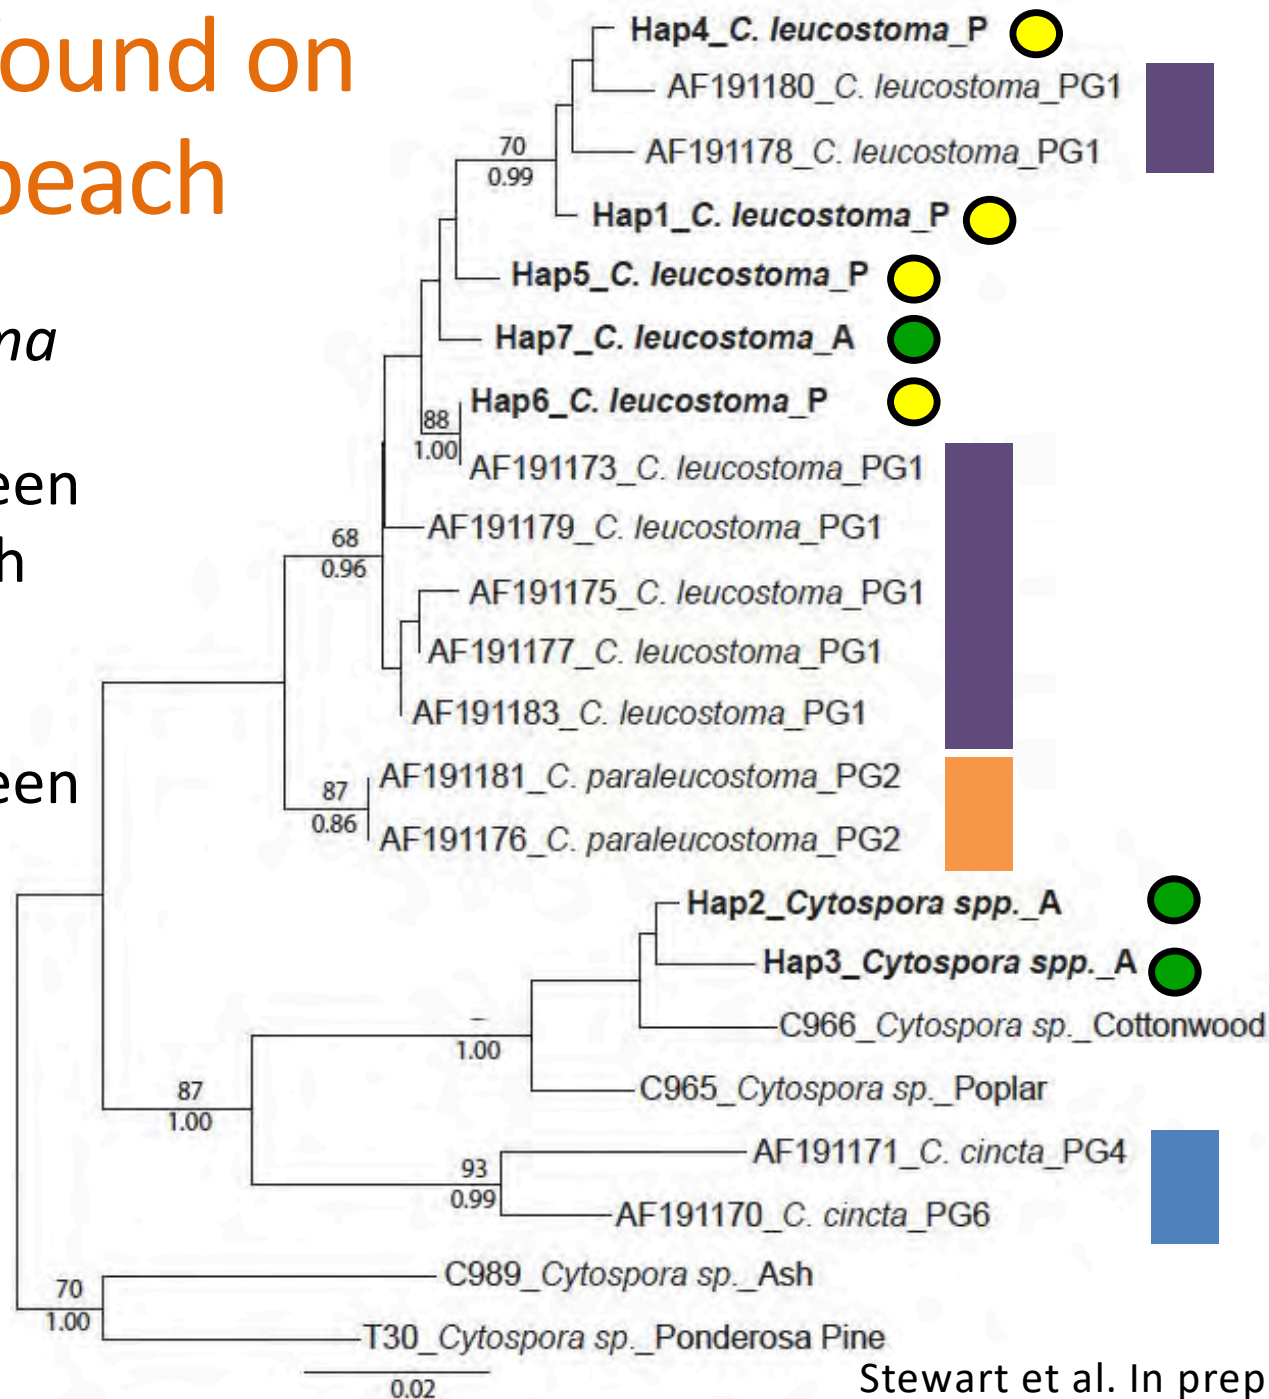 ound on
peach
ma
een
h
een
Hap4_C. leucostoma_P
AF191180_C. leucostoma_PG1
AF191178_C. leucostoma_PG1
70
0.99
Hap1_C. leucostoma_P
Hap5_C. leucostoma_P
Hap7_C. leucostoma_A
Hap6_C. leucostoma_P
88
1.00
AF191173_C. leucostoma_PG1
AF191179_C. leucostoma_PG1
68
0.96
AF191175_C. leucostoma_PG1
AF191177_C. leucostoma_PG1
AF191183_C. leucostoma_PG1
AF191181_C. paraleucostoma_PG2
87
0.86
AF191176_C. paraleucostoma_PG2
Hap2_Cytospora spp._A
Hap3_Cytospora spp._A
C966_Cytospora sp._Cottonwood
–
1.00
C965_Cytospora sp._Poplar
87
1.00
AF191171_C. cincta_PG4
93
0.99
AF191170_C. cincta_PG6
C989_Cytospora sp._Ash
70
1.00
T30_Cytospora sp._Ponderosa Pine
0.02
Stewart et al. In prep